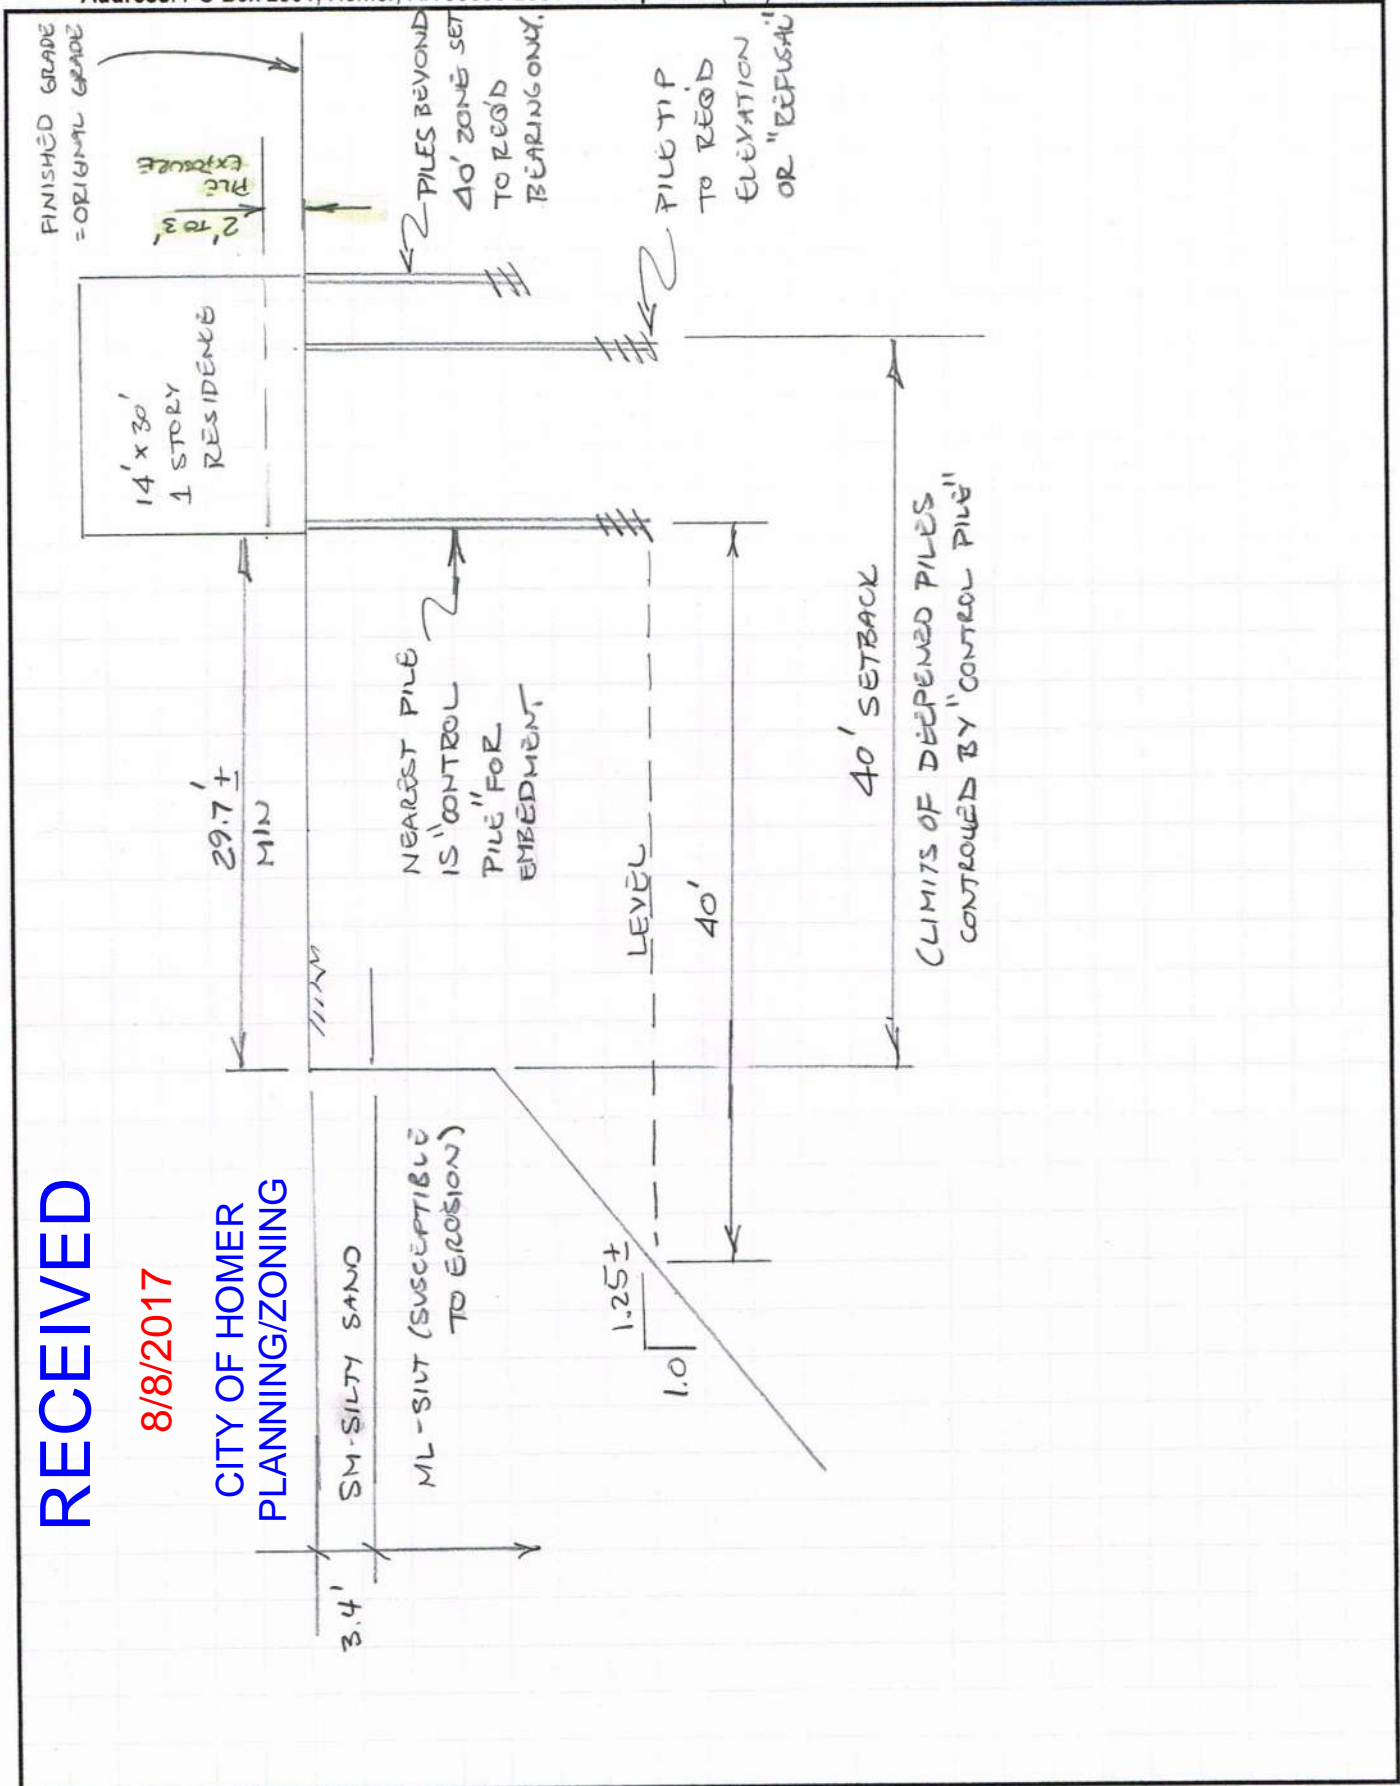 RECEIVED
8/8/2017
CITY OF HOMER
PLANNING/ZONING
FINISHED GRADE
=ORIGINAL GRADE
2' TO 3'
PILE
EXPOSURE
14' x 30'
1 STORY
RESIDENCE
29.7' ±
MIN
3.4'
SM-SILTY SAND
ML-SILT (SUSCEPTIBLE
TO EROSION)
NEAREST PILE
IS "CONTROL
PILE" FOR
EMBEDMENT.
PILES BEYOND
40' ZONE SET
TO REQ'D
BEARING ONLY.
PILE TIP
TO REQ'D
ELEVATION
OR "REFUSAL"
LEVEL
40'
1.25±
1.0
40' SETBACK
(LIMITS OF DEEPENED PILES
CONTROLLED BY "CONTROL PILE"